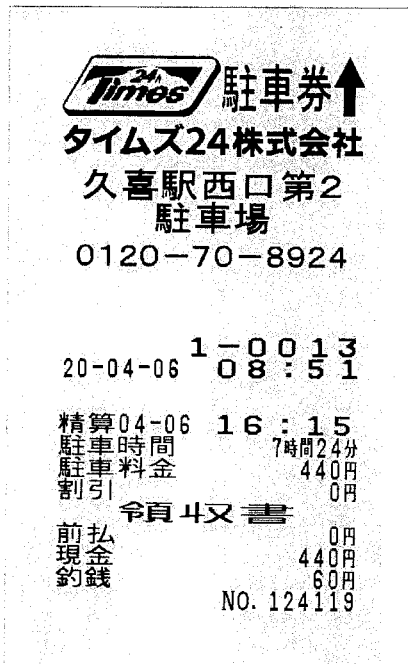 24h
Times 駐車券↑
タイムズ24株式会社
久喜駅西口第2
駐車場
0120-70-8924
1-0013
20-04-06 08:51
精算04-06 16:15
駐車時間 7時間24分
駐車料金 440円
割引 0円
領収書
前払 0円
現金 440円
釣銭 60円
NO.124119